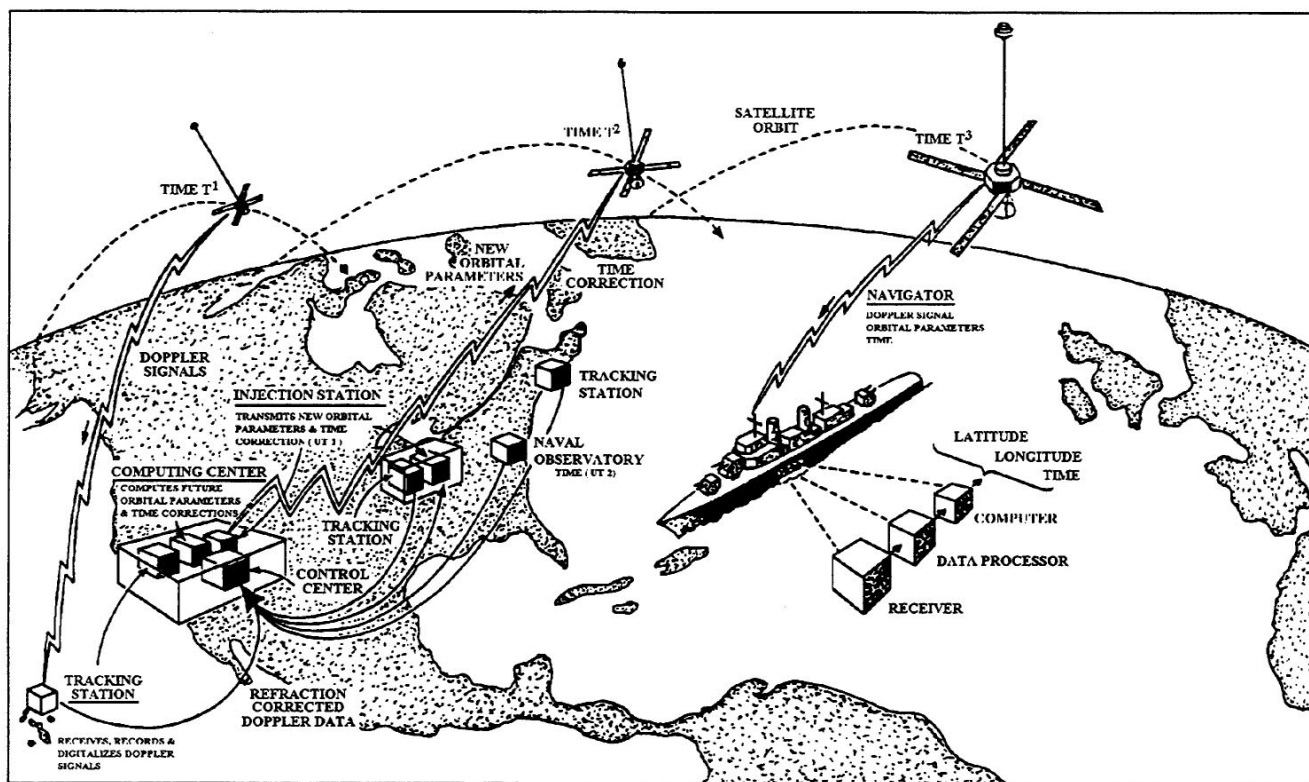 TIME T¹
TIME T²
SATELLITE
ORBIT
TIME T³
NEW
ORBITAL
PARAMETERS
TIME
CORRECTION
NAVIGATOR
DOPPLER SIGNAL
ORBITAL PARAMETERS
TIME
DOPPLER
SIGNALS
INJECTION STATION
TRANSMITS NEW ORBITAL
PARAMETERS & TIME
CORRECTION ( UT 1 )
TRACKING
STATION
NAVAL
OBSERVATORY
TIME ( UT 2)
COMPUTING CENTER
COMPUTES FUTURE
ORBITAL PARAMETERS
& TIME CORRECTIONS
TRACKING
STATION
CONTROL
CENTER
LATITUDE
LONGITUDE
TIME
COMPUTER
DATA PROCESSOR
RECEIVER
TRACKING
STATION
REFRACTION
CORRECTED
DOPPLER DATA
RECEIVES, RECORDS &
DIGITALIZES DOPPLER
SIGNALS